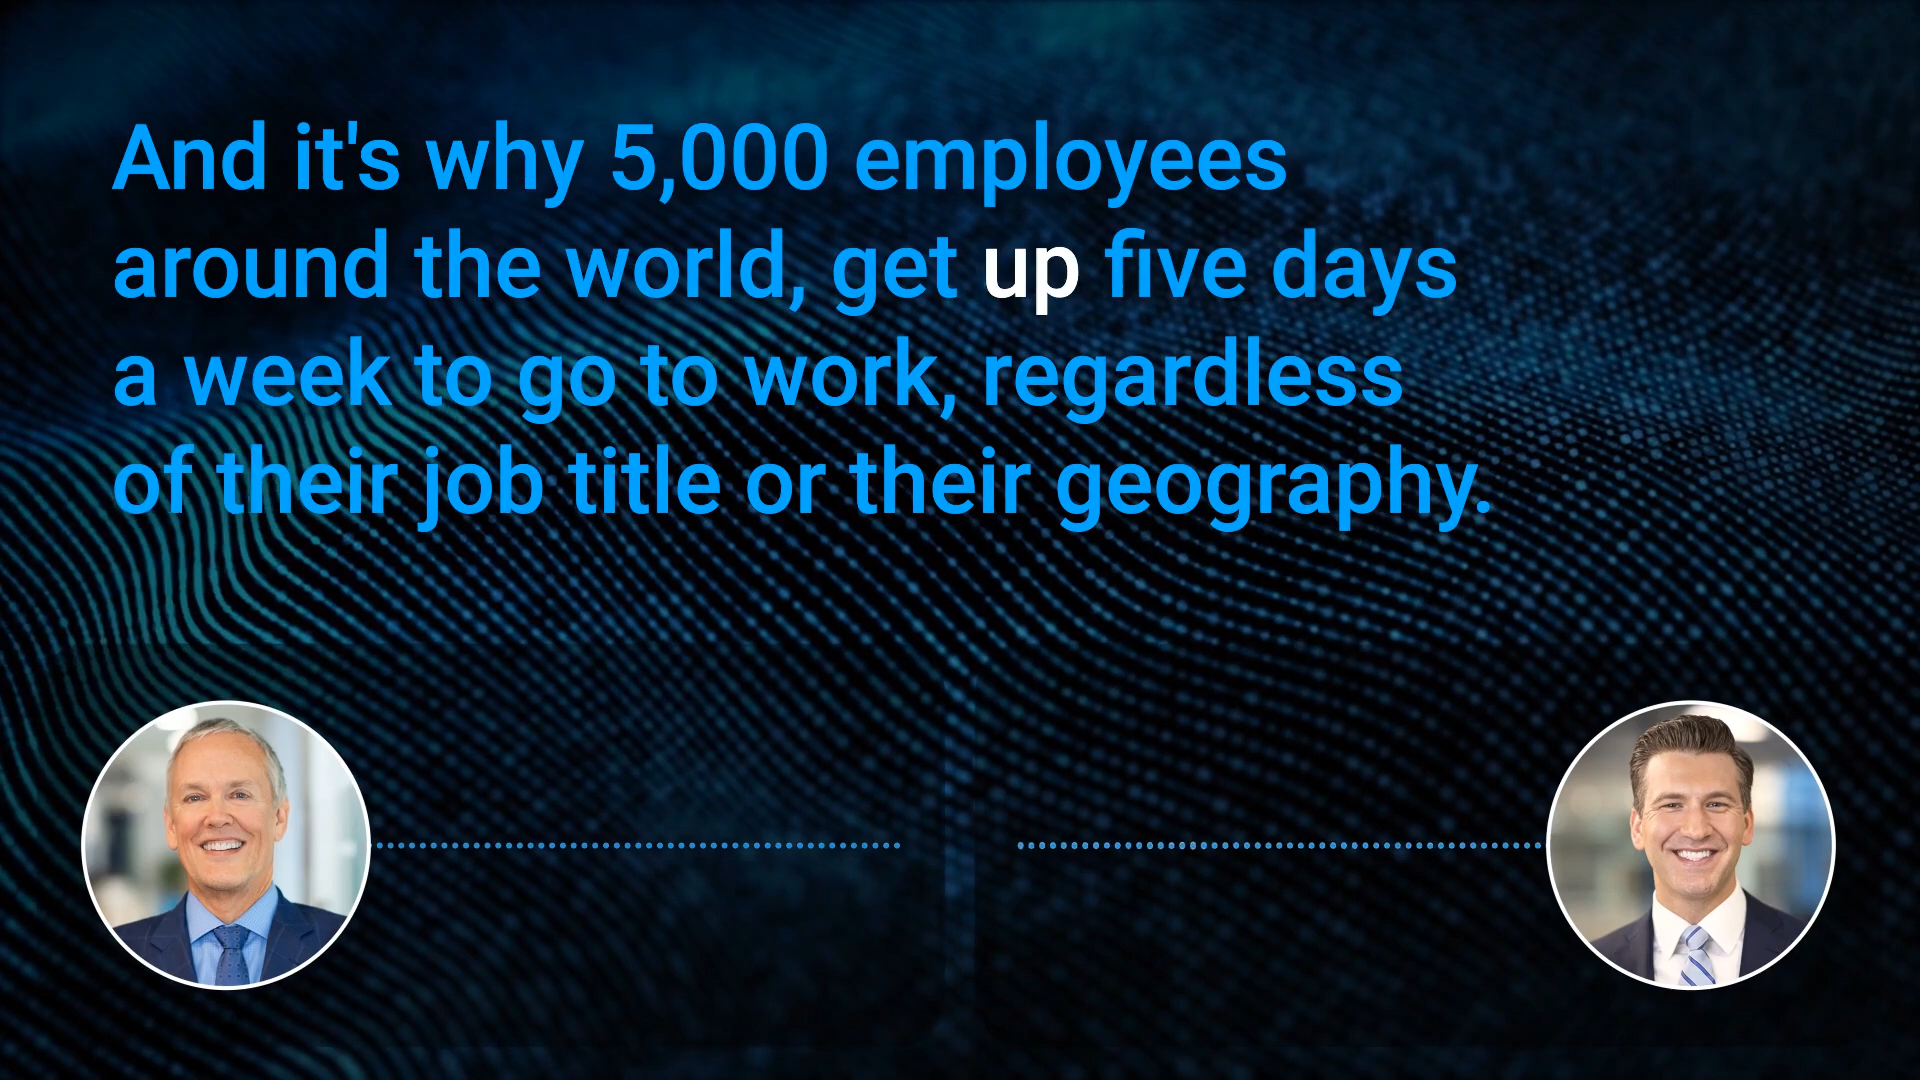 And it's why 5,000 employees
around the world, get up five days
a week to go to work, regardless
of their job title or their geography.